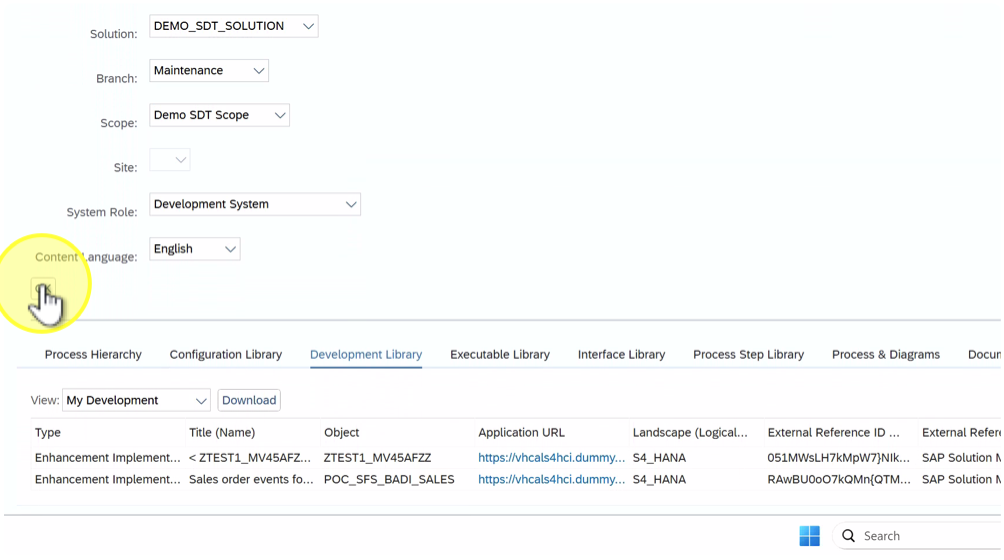 Solution: DEMO_SDT_SOLUTION
Branch: Maintenance
Scope: Demo SDT Scope
Site:
System Role: Development System
Content Language: English
Process Hierarchy Configuration Library Development Library Executable Library Interface Library Process Step Library Process & Diagrams Docum
View: My Development Download
Type Title (Name) Object Application URL Landscape (Logical... External Reference ID ... External Refere
Enhancement Implement... < ZTEST1_MV45AFZ... ZTEST1_MV45AFZZ https://vhcals4hci.dummy... S4_HANA 051MWsLH7kMpW7}NIk... SAP Solution M
Enhancement Implement... Sales order events fo... POC_SFS_BADI_SALES https://vhcals4hci.dummy... S4_HANA RAwBU0oO7kQMn{QTM... SAP Solution M
Search